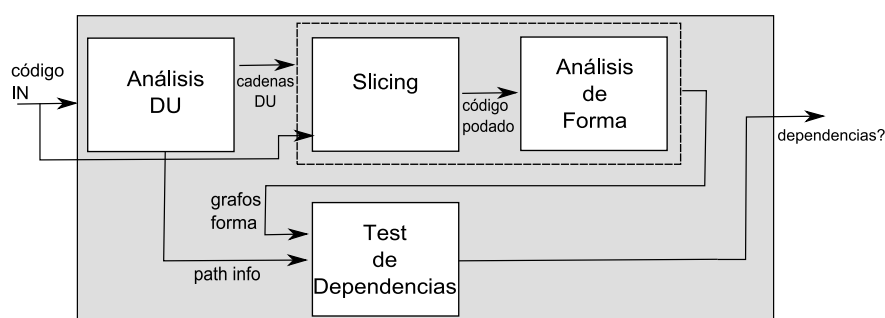 código
IN
Análisis
DU
cadenas
DU
Slicing
código
podado
Análisis
de
Forma
dependencias?
grafos
forma
path info
Test
de
Dependencias